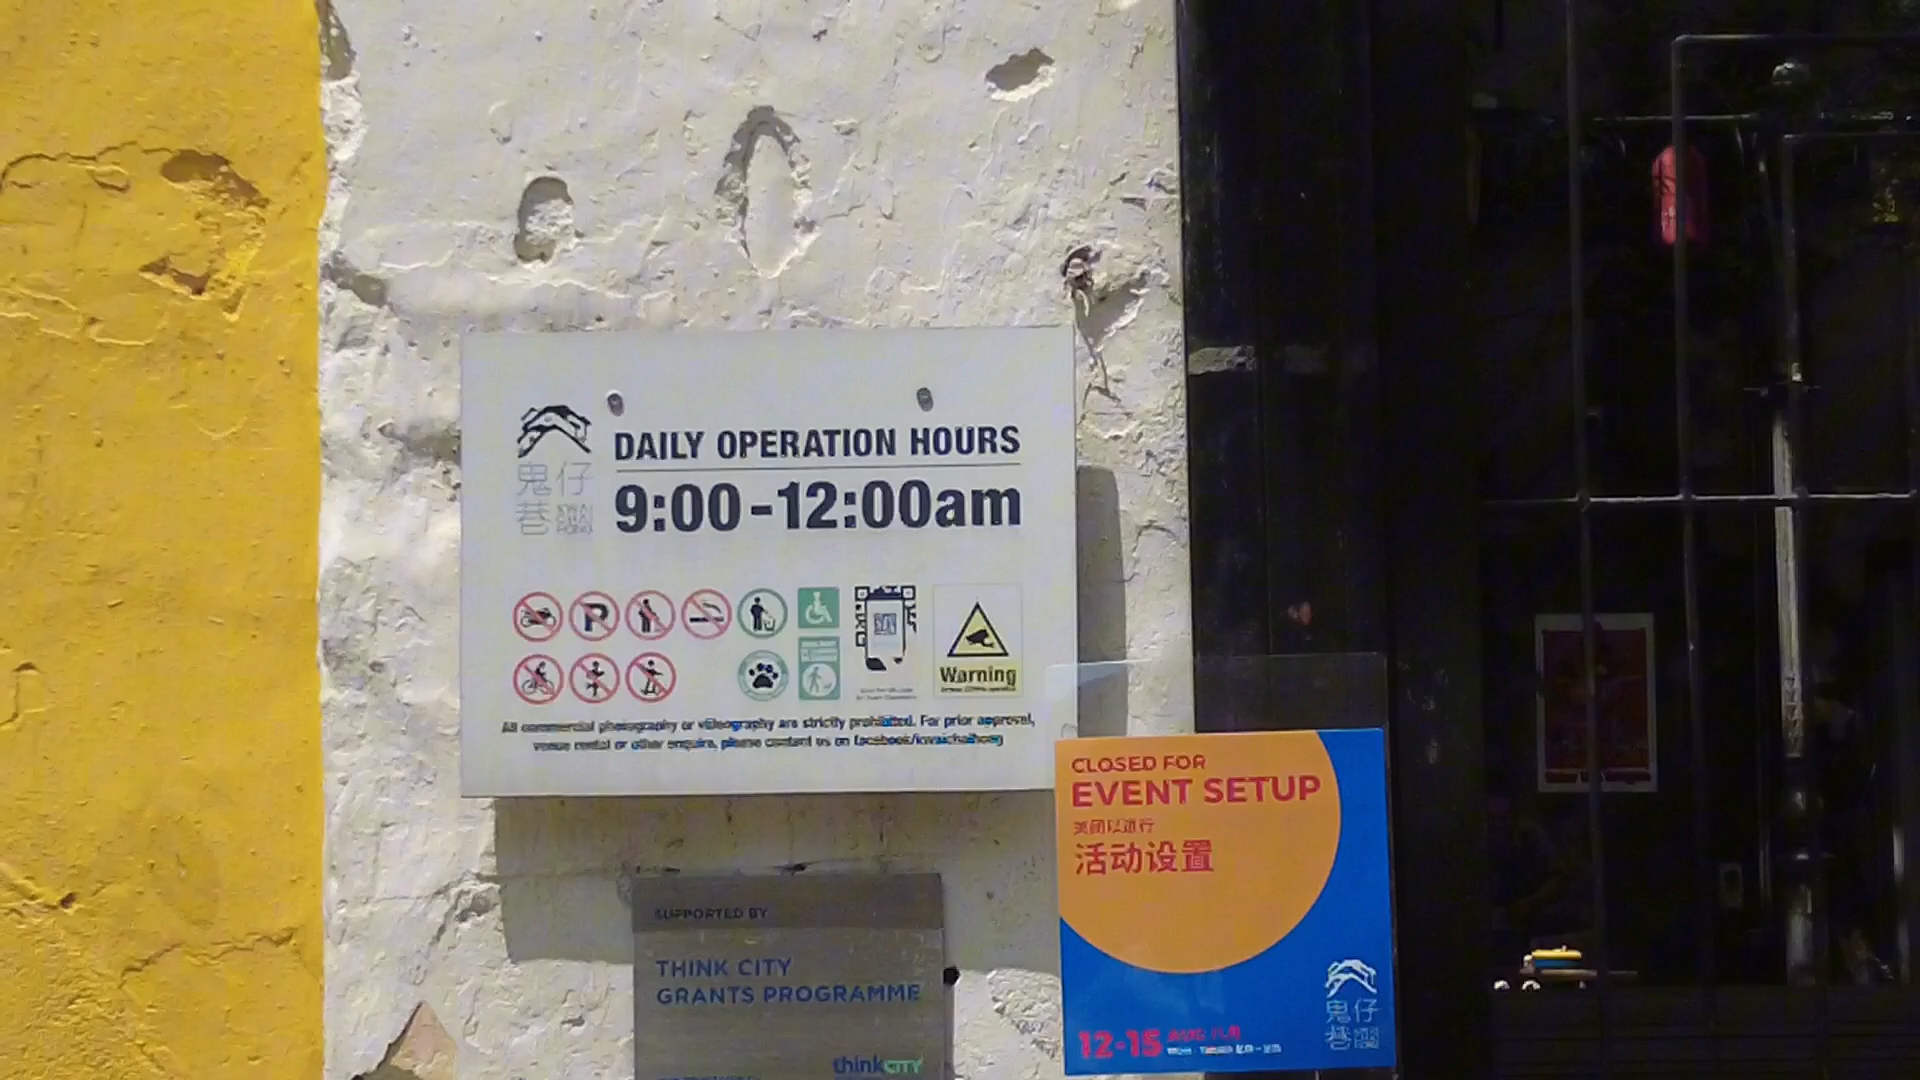 DAILY OPERATION HOURS
鬼仔
巷
9:00-12:00am
P
Warning
All commercial photography or videography are strictly prohibited. For prior approval,
venue rental or other enquire, please contact us on facebook/kwaichaihong
CLOSED FOR
EVENT SETUP
活动设置
12-15 AUG
鬼仔
巷
SUPPORTED BY
THINK CITY
GRANTS PROGRAMME
thinkCITY